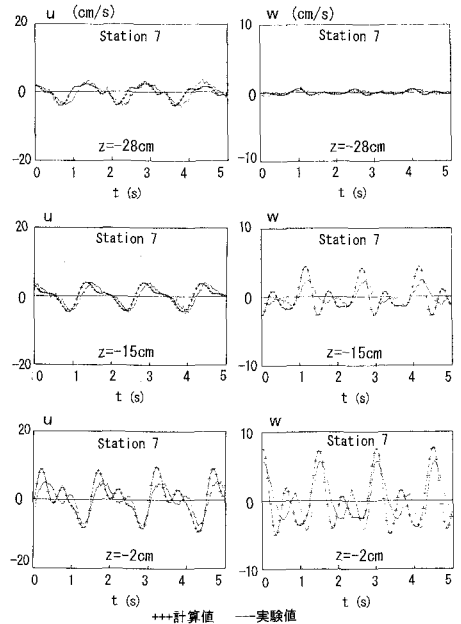 u (cm/s) w (cm/s)
20 10
Station 7 Station 7
0 0
z=-28cm z=-28cm
-20 -10
0 1 2 3 4 5 0 1 2 3 4 5
t (s) t (s)
u w
20 10
Station 7 Station 7
0 0
z=-15cm z=-15cm
-20 -10
0 1 2 3 4 5 0 1 2 3 4 5
t (s) t (s)
u w
20 10
Station 7 Station 7
0 0
z=-2cm z=-2cm
-20 -10
0 1 2 3 4 5 0 1 2 3 4 5
t (s) t (s)
+++計算値 ──実験値